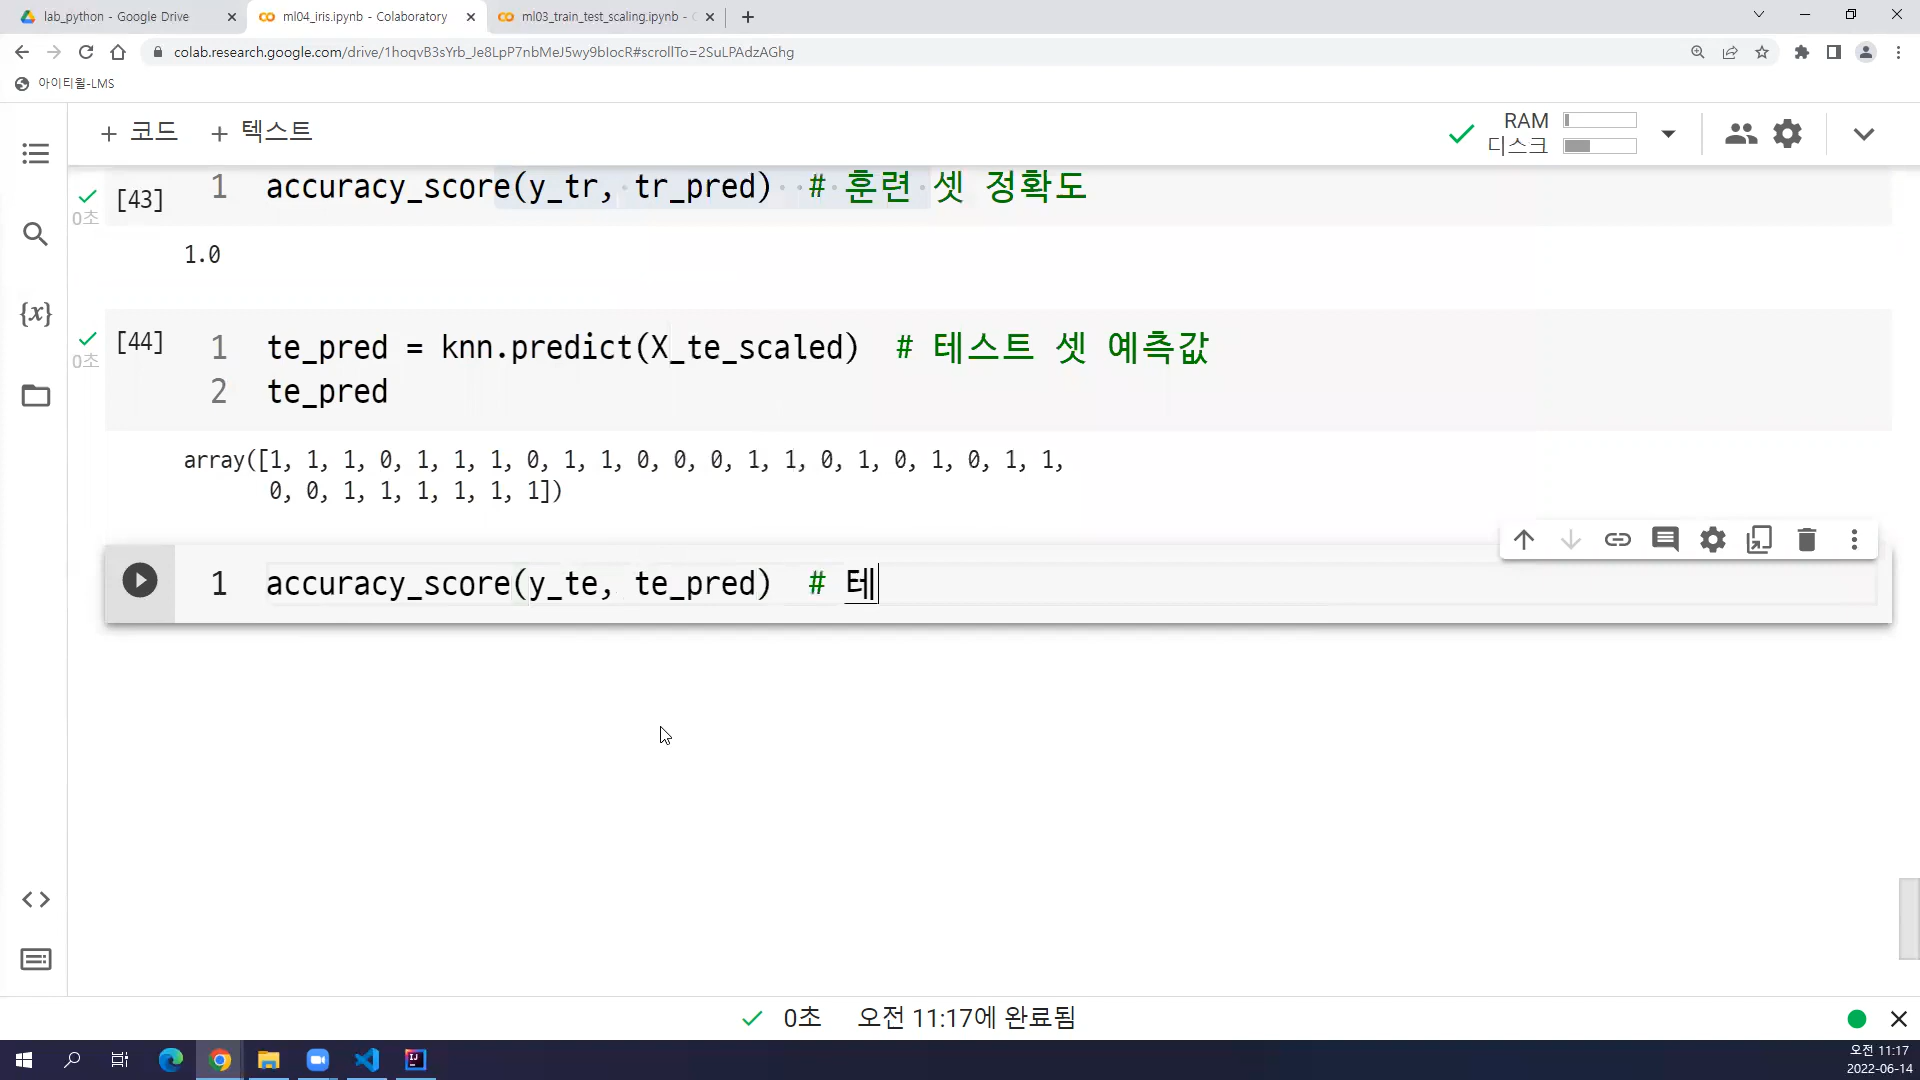 lab_python - Google Drive
ml04_iris.ipynb - Colaboratory
ml03_train_test_scaling.ipynb -
colab.research.google.com/drive/1hoqvB3sYrb_Je8LpP7nbMeJ5wy9bIocR#scrollTo=2SuLPAdzAGhg
아이티윌-LMS
+ 코드 + 텍스트
RAM
디스크
[43] 1 accuracy_score(y_tr, tr_pred) # 훈련 셋 정확도
0초
1.0
[44] 1 te_pred = knn.predict(X_te_scaled) # 테스트 셋 예측값
0초
2 te_pred
array([1, 1, 1, 0, 1, 1, 1, 0, 1, 1, 0, 0, 0, 1, 1, 0, 1, 0, 1, 0, 1, 1,
0, 0, 1, 1, 1, 1, 1, 1])
1 accuracy_score(y_te, te_pred) # 테
{x}
0초 오전 11:17에 완료됨
오전 11:17
2022-06-14